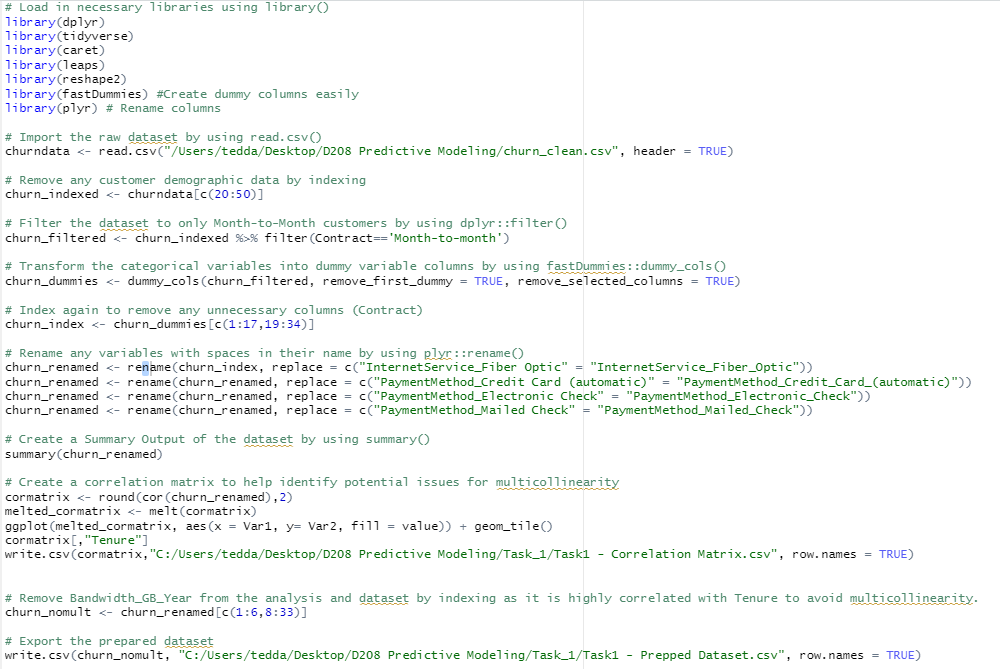 # Load in necessary libraries using library()
library(dplyr)
library(tidyverse)
library(caret)
library(leaps)
library(reshape2)
library(fastDummies) #Create dummy columns easily
library(plyr) # Rename columns
# Import the raw dataset by using read.csv()
churndata <- read.csv("/Users/tedda/Desktop/D208 Predictive Modeling/churn_clean.csv", header = TRUE)
# Remove any customer demographic data by indexing
churn_indexed <- churndata[c(20:50)]
# Filter the dataset to only Month-to-Month customers by using dplyr::filter()
churn_filtered <- churn_indexed %>% filter(Contract=='Month-to-month')
# Transform the categorical variables into dummy variable columns by using fastDummies::dummy_cols()
churn_dummies <- dummy_cols(churn_filtered, remove_first_dummy = TRUE, remove_selected_columns = TRUE)
# Index again to remove any unnecessary columns (Contract)
churn_index <- churn_dummies[c(1:17,19:34)]
# Rename any variables with spaces in their name by using plyr::rename()
churn_renamed <- rename(churn_index, replace = c("InternetService_Fiber Optic" = "InternetService_Fiber_Optic"))
churn_renamed <- rename(churn_renamed, replace = c("PaymentMethod_Credit Card (automatic)" = "PaymentMethod_Credit_Card_(automatic)"))
churn_renamed <- rename(churn_renamed, replace = c("PaymentMethod_Electronic Check" = "PaymentMethod_Electronic_Check"))
churn_renamed <- rename(churn_renamed, replace = c("PaymentMethod_Mailed Check" = "PaymentMethod_Mailed_Check"))
# Create a Summary Output of the dataset by using summary()
summary(churn_renamed)
# Create a correlation matrix to help identify potential issues for multicollinearity
cormatrix <- round(cor(churn_renamed),2)
melted_cormatrix <- melt(cormatrix)
ggplot(melted_cormatrix, aes(x = Var1, y= Var2, fill = value)) + geom_tile()
cormatrix[,"Tenure"]
write.csv(cormatrix,"C:/Users/tedda/Desktop/D208 Predictive Modeling/Task_1/Task1 - Correlation Matrix.csv", row.names = TRUE)
# Remove Bandwidth_GB_Year from the analysis and dataset by indexing as it is highly correlated with Tenure to avoid multicollinearity.
churn_nomult <- churn_renamed[c(1:6,8:33)]
# Export the prepared dataset
write.csv(churn_nomult, "C:/Users/tedda/Desktop/D208 Predictive Modeling/Task_1/Task1 - Prepped Dataset.csv", row.names = TRUE)